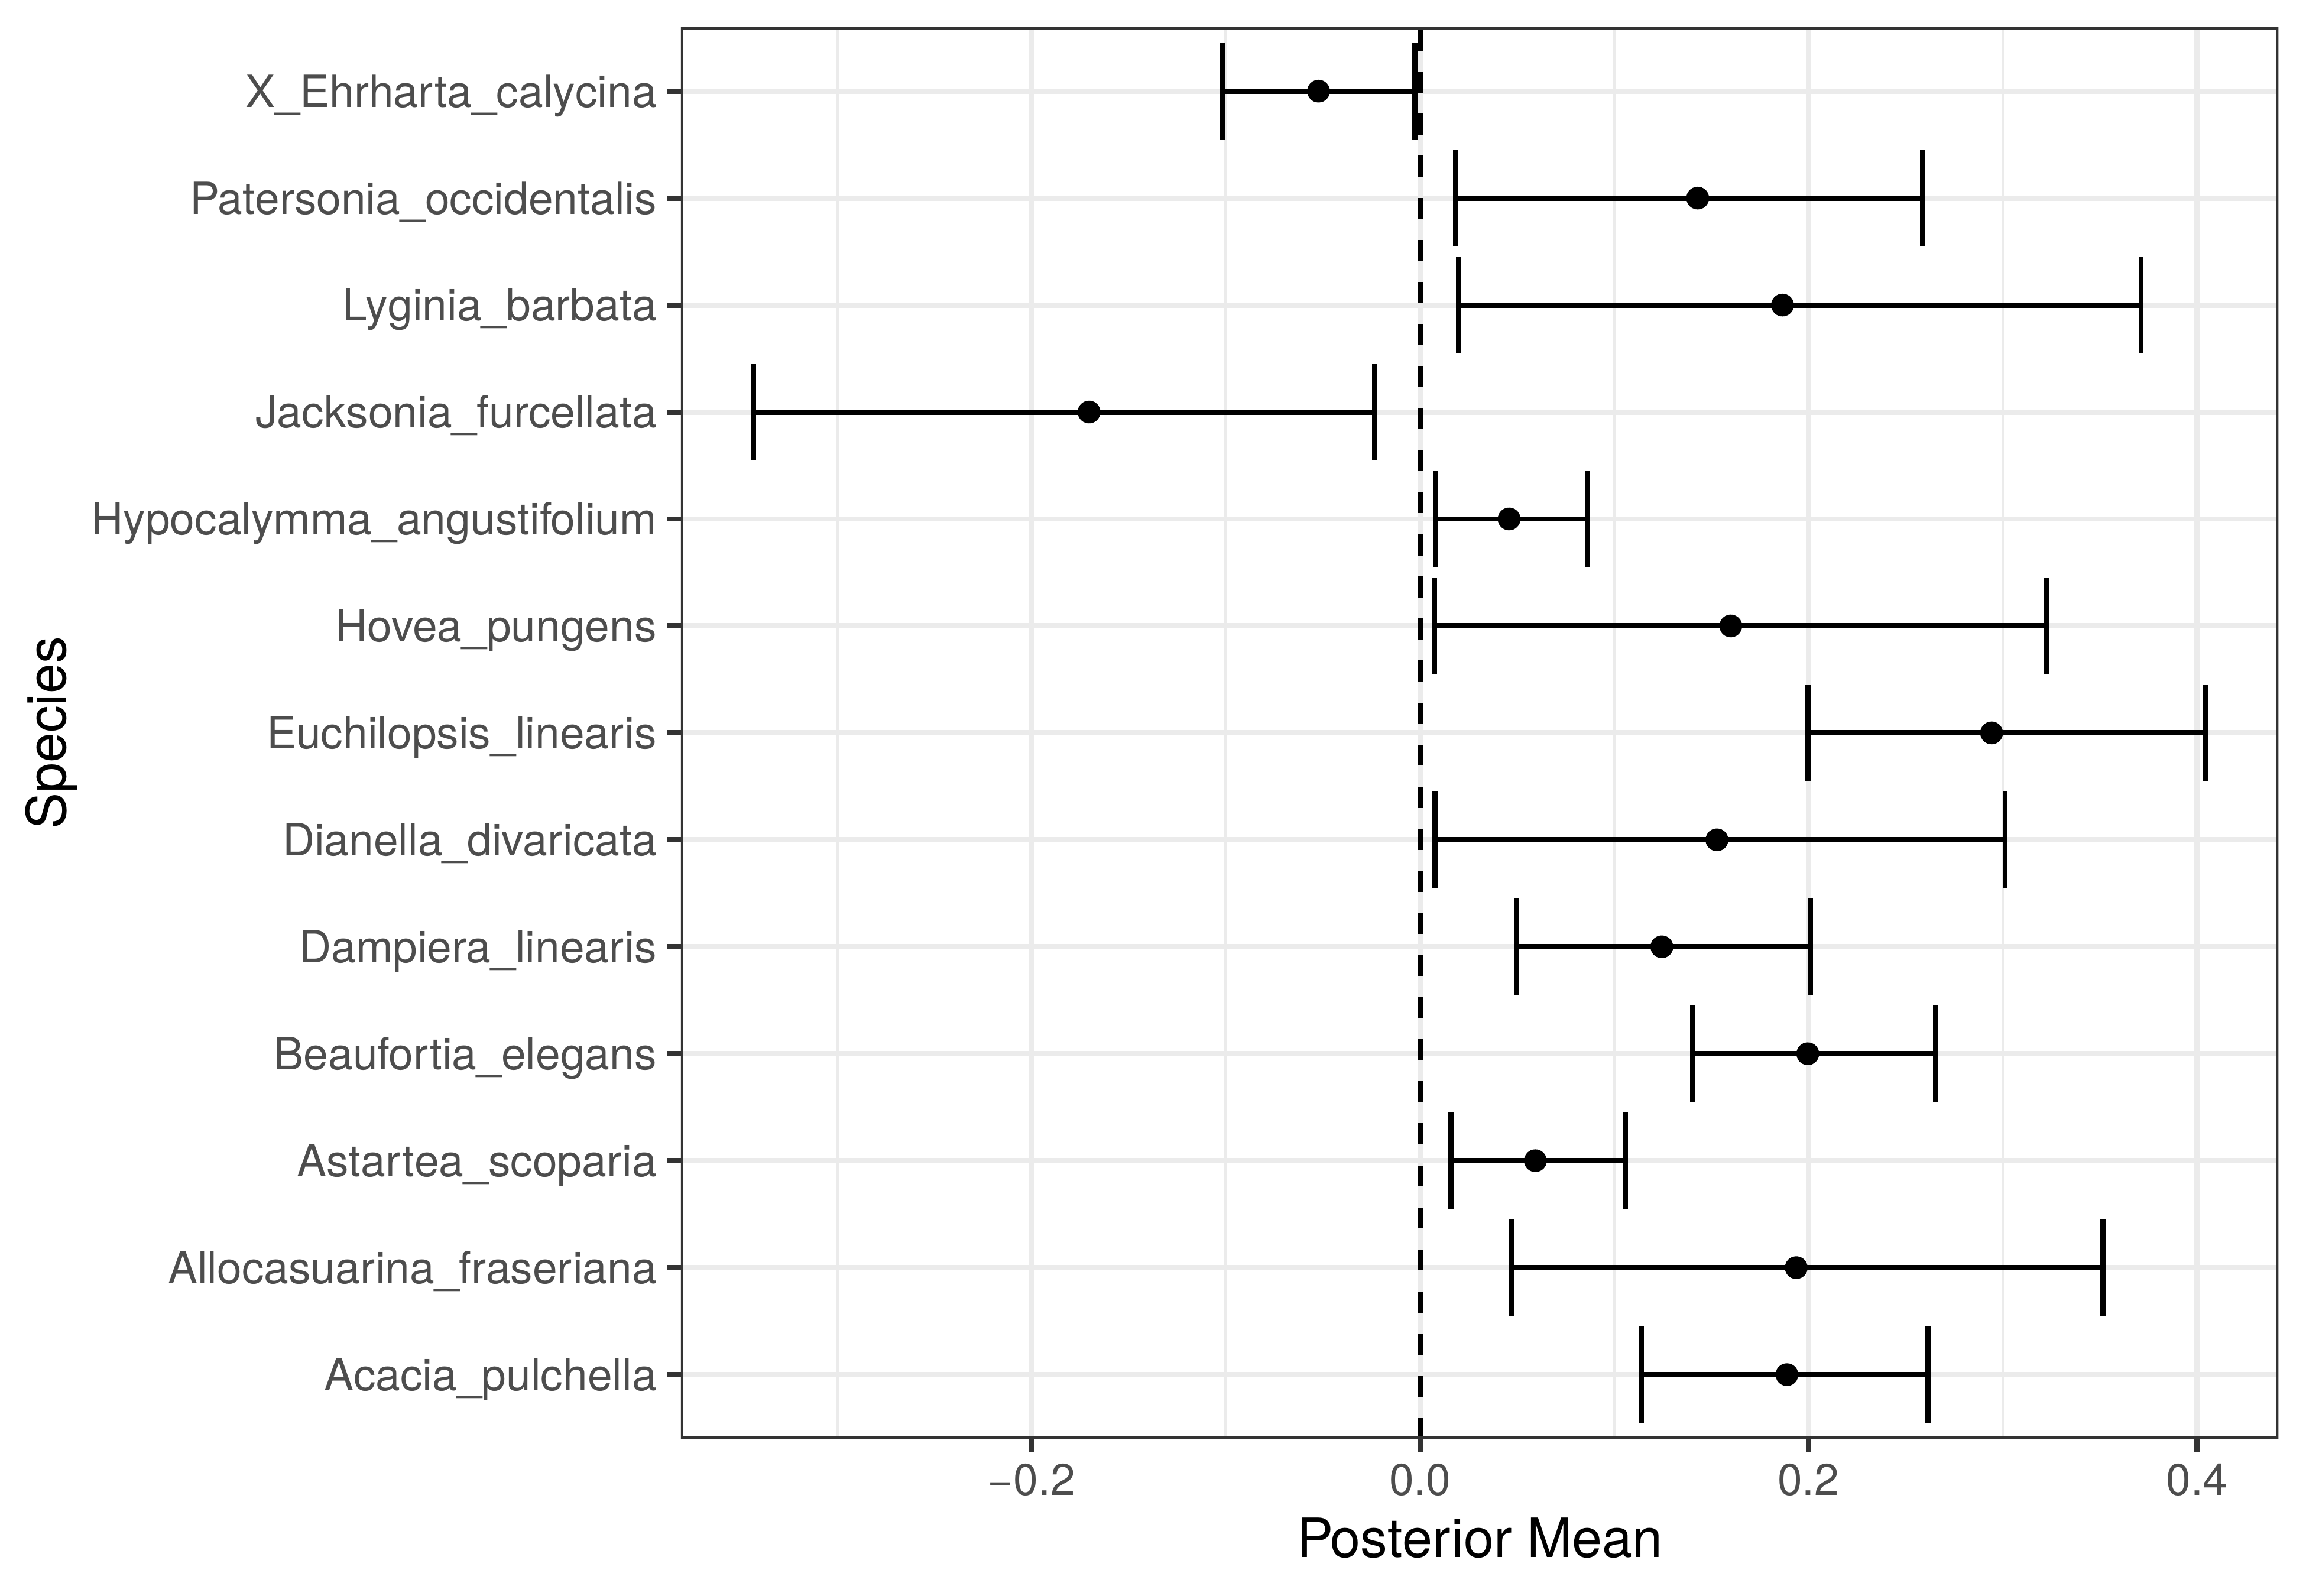 X_Ehrharta_calycina
Patersonia_occidentalis
Lyginia_barbata
Jacksonia_furcellata
Hypocalymma_angustifolium
Hovea_pungens
Euchilopsis_linearis
Dianella_divaricata
Dampiera_linearis
Beaufortia_elegans
Astartea_scoparia
Allocasuarina_fraseriana
Acacia_pulchella
Species
−0.2 0.0 0.2 0.4
Posterior Mean